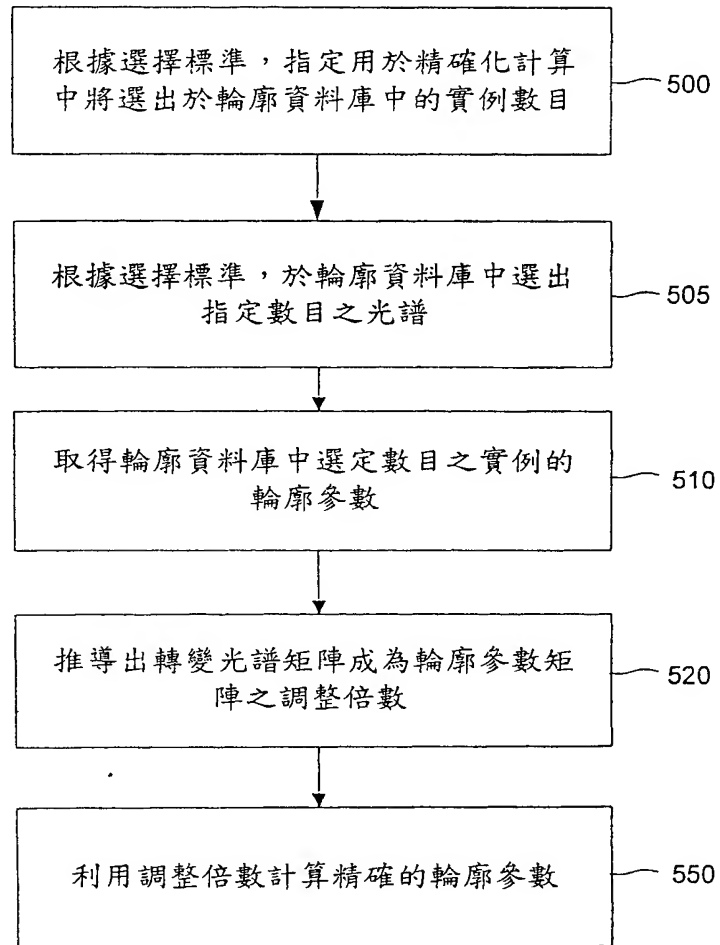 根據選擇標準,指定用於精確化計算
中將選出於輪廓資料庫中的實例數目
500
根據選擇標準,於輪廓資料庫中選出
指定數目之光譜
505
取得輪廓資料庫中選定數目之實例的
輪廓參數
510
推導出轉變光譜矩陣成為輪廓參數矩
陣之調整倍數
520
利用調整倍數計算精確的輪廓參數
550